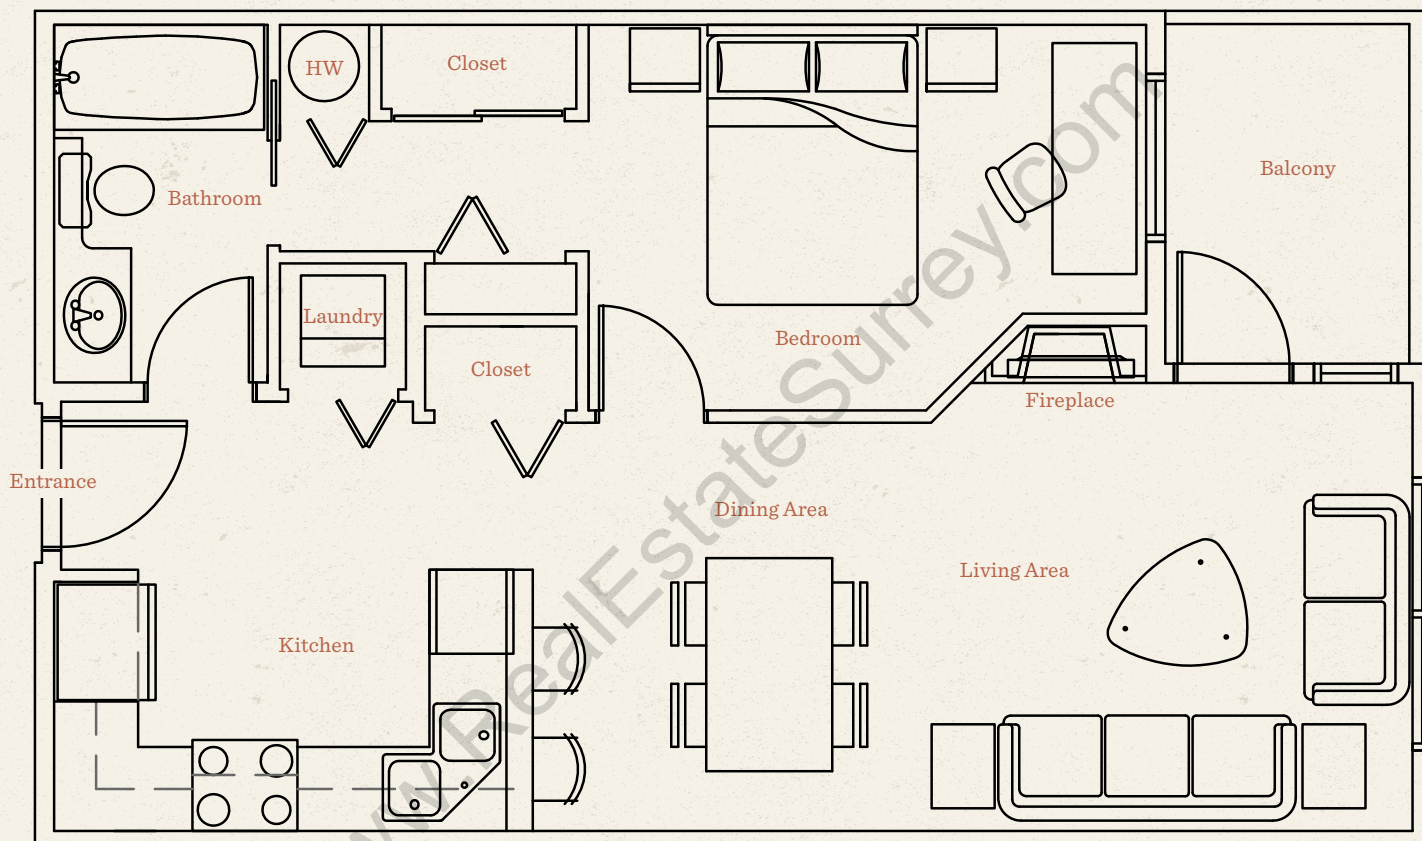 HW
Closet
Balcony
Bathroom
Laundry
Bedroom
Closet
Fireplace
Entrance
Dining Area
Living Area
Kitchen
www.RealEstateSurrey.com